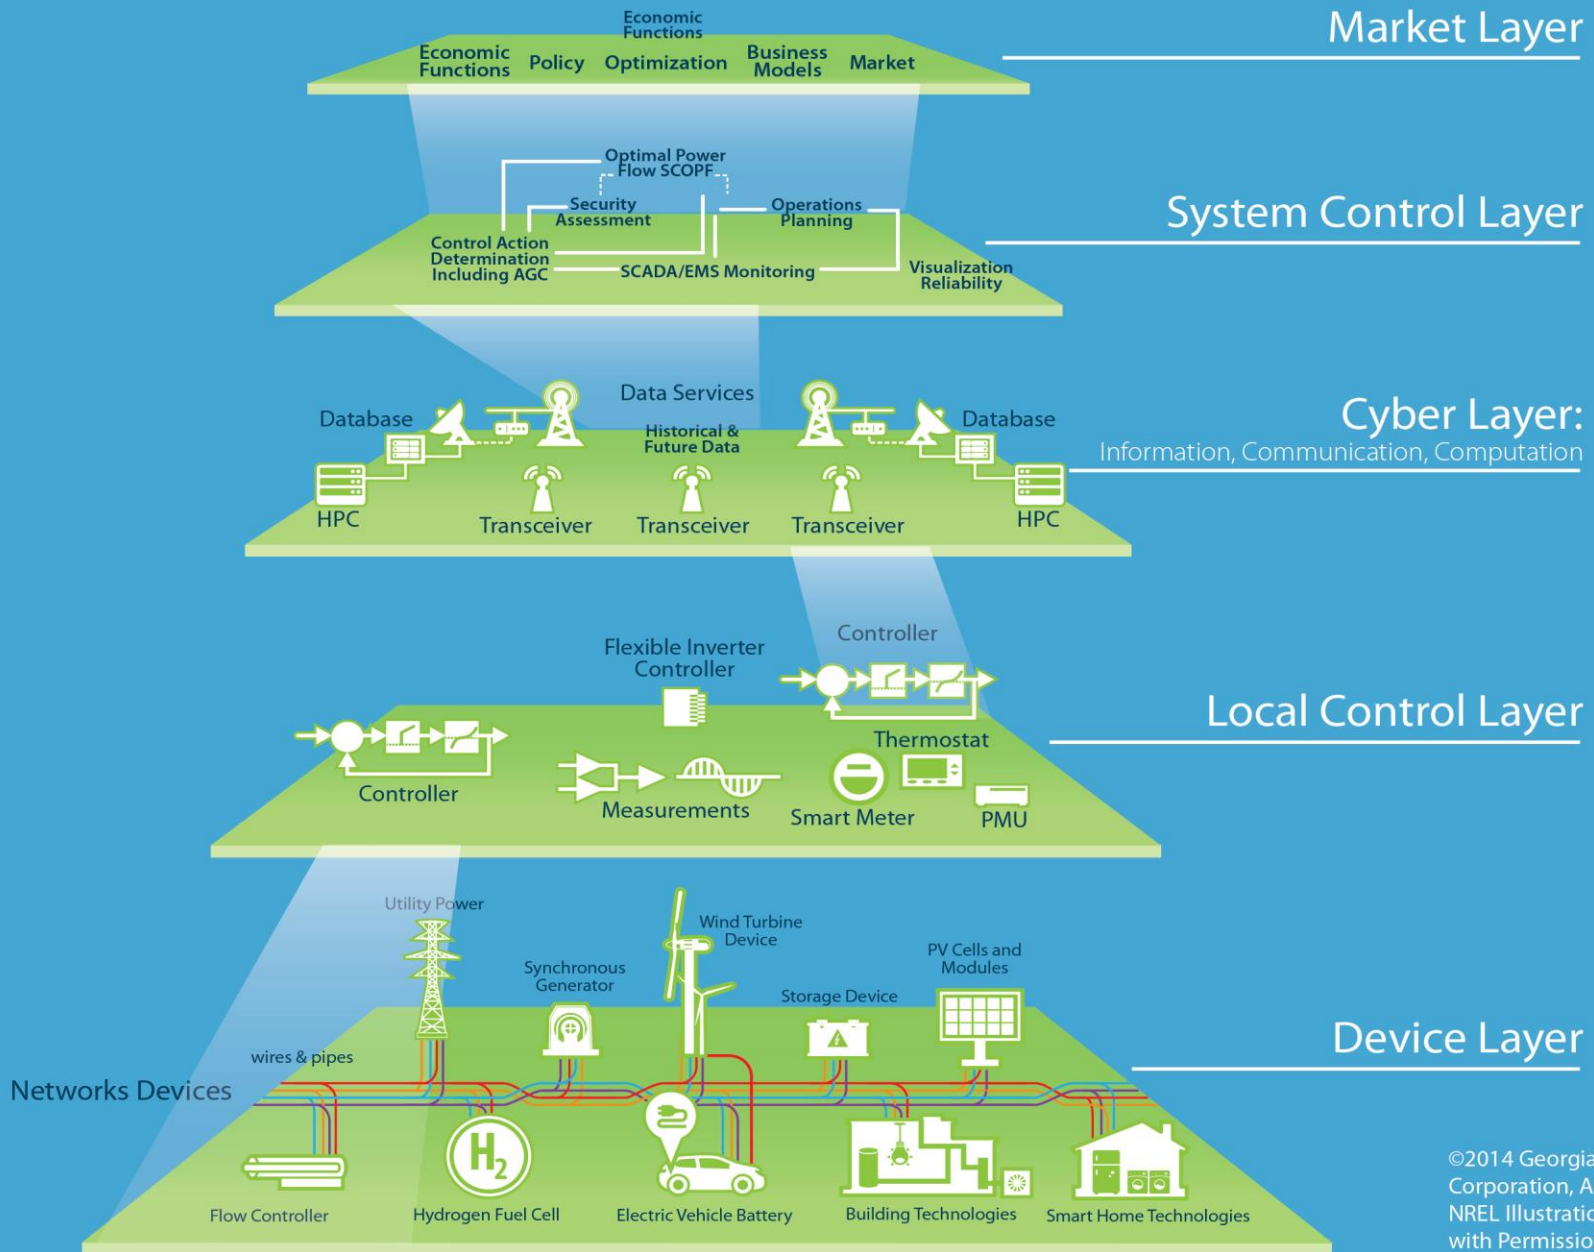 Market Layer
Economic
Functions
Economic
Functions
Policy
Optimization
Business
Models
Market
System Control Layer
Optimal Power
Flow SCOPF
Security
Assessment
Operations
Planning
Control Action
Determination
Including AGC
SCADA/EMS Monitoring
Visualization
Reliability
Cyber Layer:
Information, Communication, Computation
Data Services
Database
Database
Historical &
Future Data
HPC
Transceiver
Transceiver
Transceiver
HPC
Local Control Layer
Controller
Flexible Inverter
Controller
Thermostat
Controller
Measurements
Smart Meter
PMU
Device Layer
Utility Power
Wind Turbine
Device
Synchronous
Generator
PV Cells and
Modules
Storage Device
wires & pipes
Networks Devices
H2
Flow Controller
Hydrogen Fuel Cell
Electric Vehicle Battery
Building Technologies
Smart Home Technologies
©2014 Georgia
Corporation, A
NREL Illustratio
with Permissio